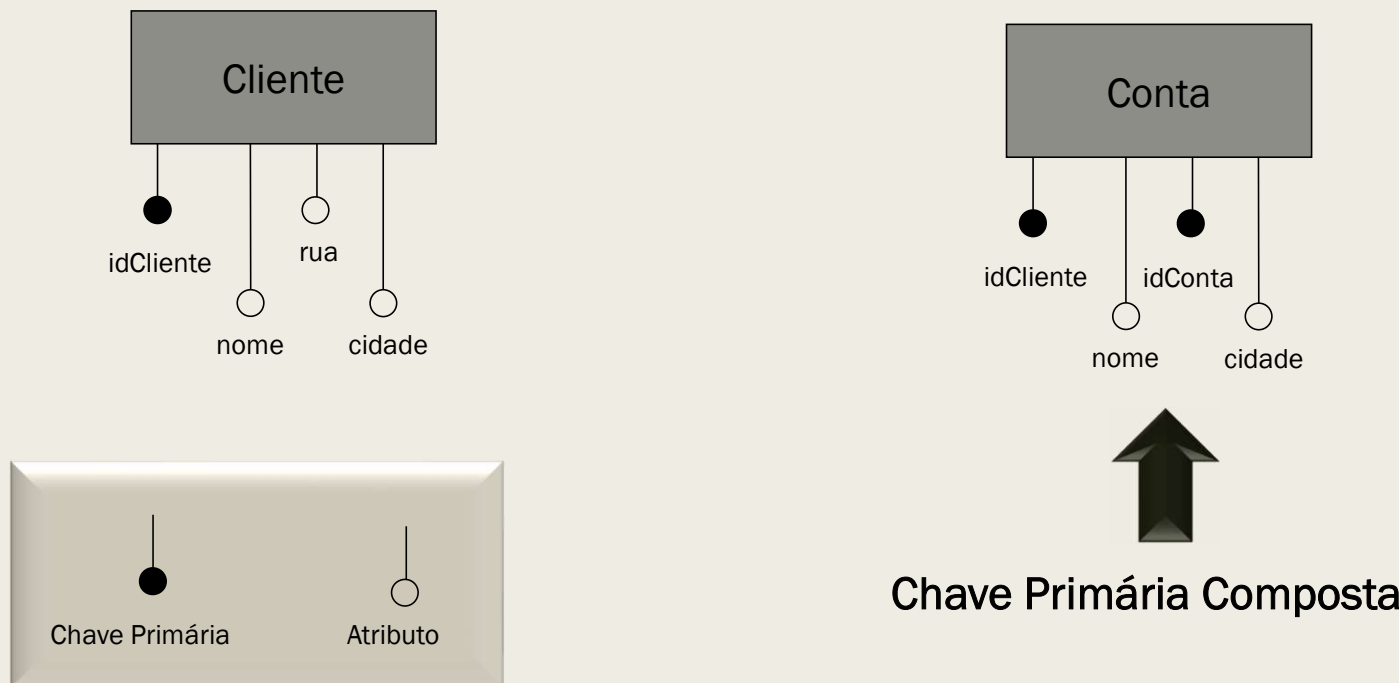 Cliente
idCliente
rua
nome
cidade
Conta
idCliente
idConta
nome
cidade
Chave Primária
Atributo
Chave Primária Composta